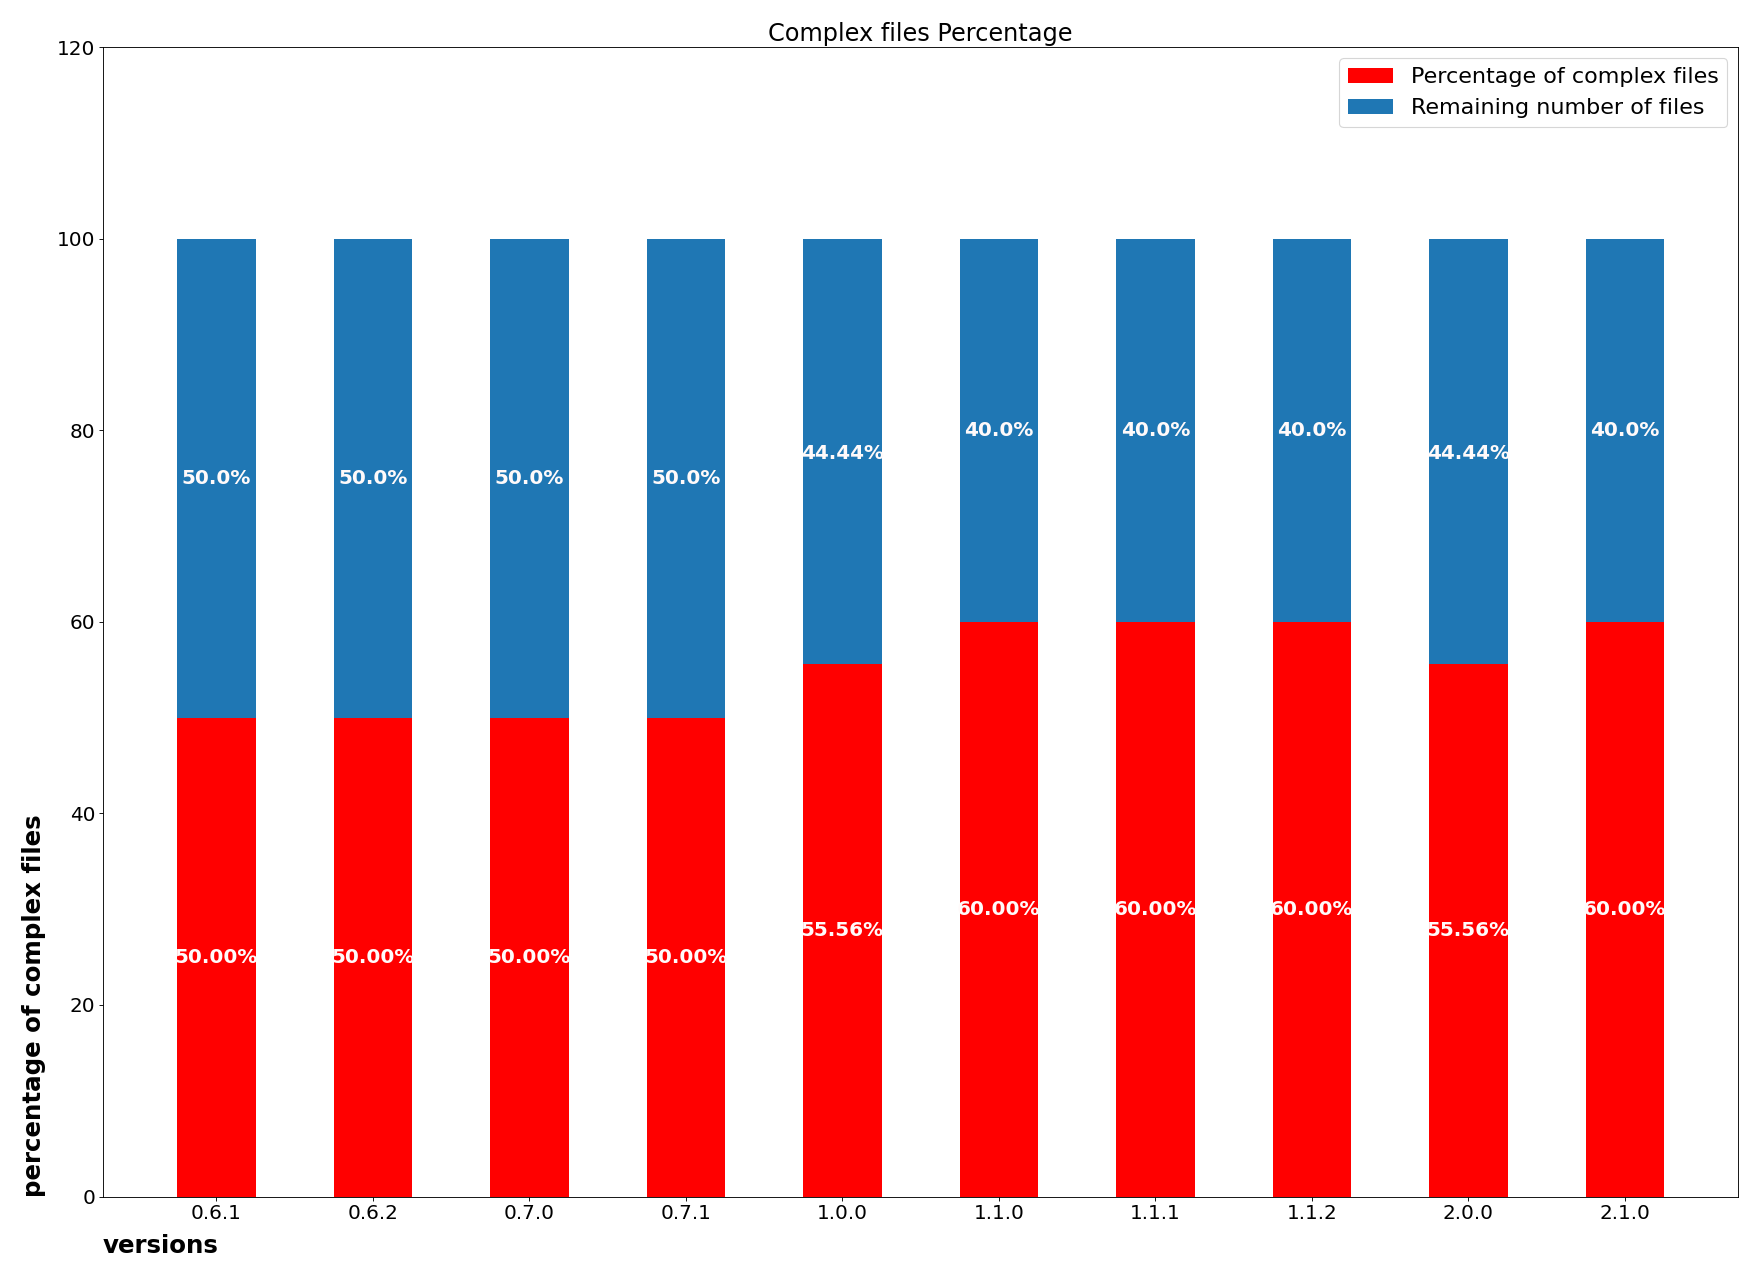 Complex files Percentage
120
Percentage of complex files
Remaining number of files
100
80
60
40
20
0
percentage of complex files
50.0% 50.0% 50.0% 50.0% 44.44% 40.0% 40.0% 40.0% 44.44% 40.0%
50.00% 50.00% 50.00% 50.00% 55.56% 60.00% 60.00% 60.00% 55.56% 60.00%
0.6.1 0.6.2 0.7.0 0.7.1 1.0.0 1.1.0 1.1.1 1.1.2 2.0.0 2.1.0
versions